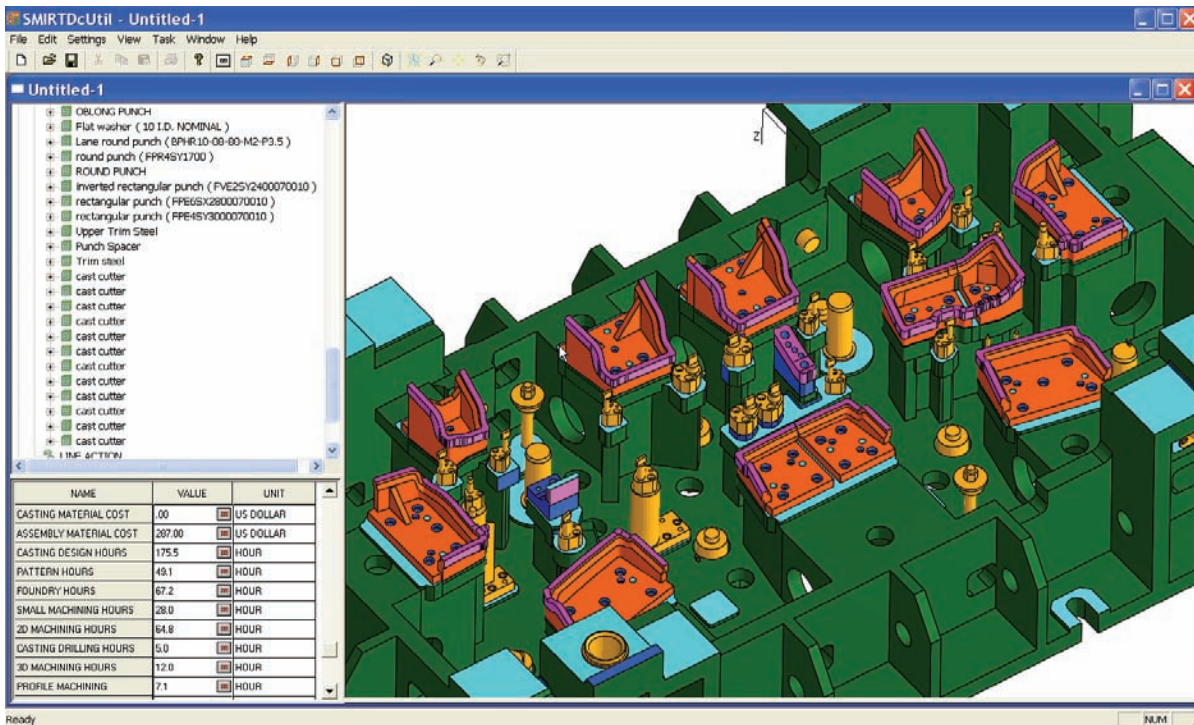 SMIRTDcUtil - Untitled-1
File Edit Settings View Task Window Help
Untitled-1
OBLONG PUNCH
Flat washer ( 10 I.D. NOMINAL )
Lane round punch ( BPHR10-08-80-M2-P3.5 )
round punch ( FPR4SY1700 )
ROUND PUNCH
inverted rectangular punch ( FVE2SY2400070010 )
rectangular punch ( FPE6SX2800070010 )
rectangular punch ( FPE4SY3000070010 )
Upper Trim Steel
Punch Spacer
Trim steel
cast cutter
cast cutter
cast cutter
cast cutter
cast cutter
cast cutter
cast cutter
cast cutter
cast cutter
cast cutter
cast cutter
cast cutter
LINE ACTION
Z
NAME VALUE UNIT
CASTING MATERIAL COST .00 US DOLLAR
ASSEMBLY MATERIAL COST 287.00 US DOLLAR
CASTING DESIGN HOURS 175.5 HOUR
PATTERN HOURS 49.1 HOUR
FOUNDRY HOURS 67.2 HOUR
SMALL MACHINING HOURS 28.0 HOUR
2D MACHINING HOURS 64.8 HOUR
CASTING DRILLING HOURS 5.0 HOUR
3D MACHINING HOURS 12.0 HOUR
PROFILE MACHINING 7.1 HOUR
Ready NUM